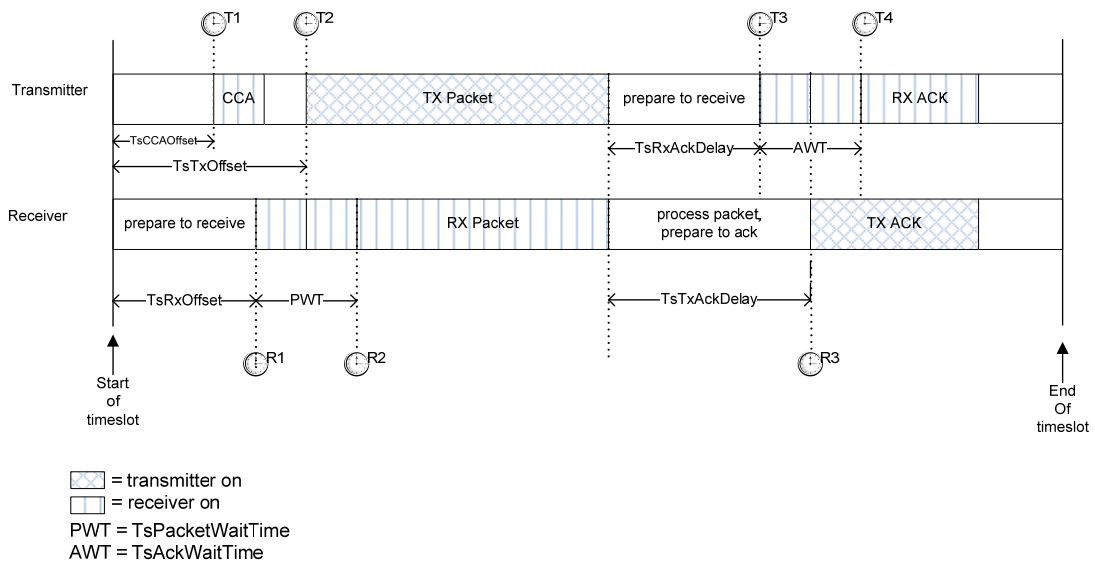 T1
T2
T3
T4
Transmitter
CCA
TX Packet
prepare to receive
RX ACK
TsCCAOffset
TsTxOffset
TsRxAckDelay
AWT
Receiver
prepare to receive
RX Packet
process packet,
prepare to ack
TX ACK
TsRxOffset
PWT
TsTxAckDelay
R1
R2
R3
Start
of
timeslot
End
Of
timeslot
= transmitter on
= receiver on
PWT = TsPacketWaitTime
AWT = TsAckWaitTime